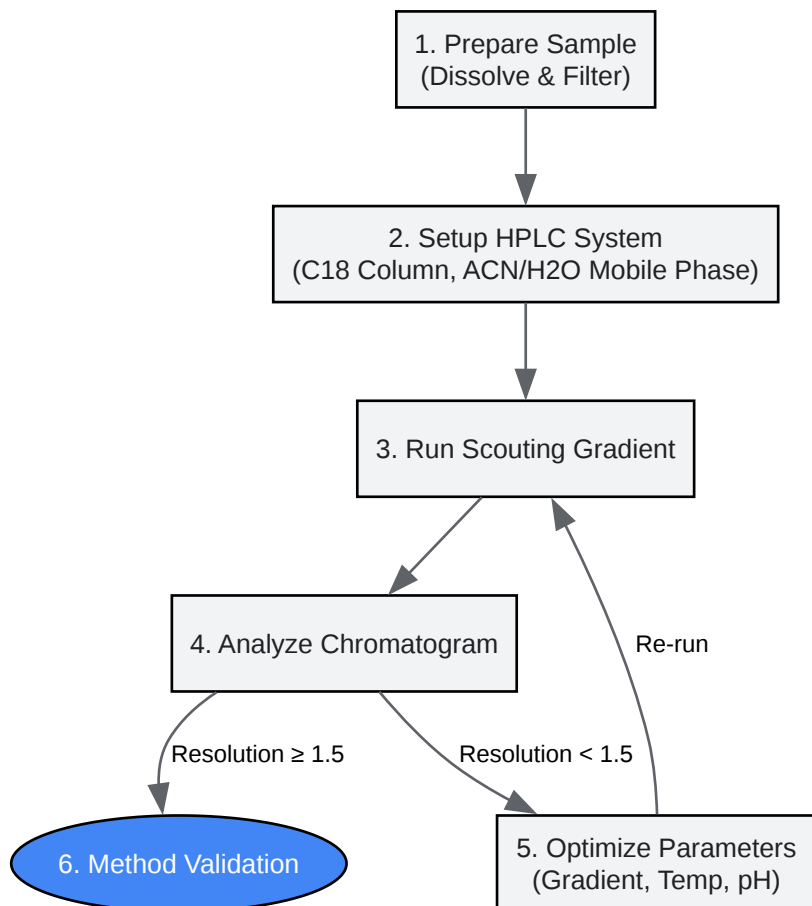 1. Prepare Sample
(Dissolve & Filter)
2. Setup HPLC System
(C18 Column, ACN/H2O Mobile Phase)
3. Run Scouting Gradient
4. Analyze Chromatogram
Re-run
Resolution ≥ 1.5
Resolution < 1.5
6. Method Validation
5. Optimize Parameters
(Gradient, Temp, pH)